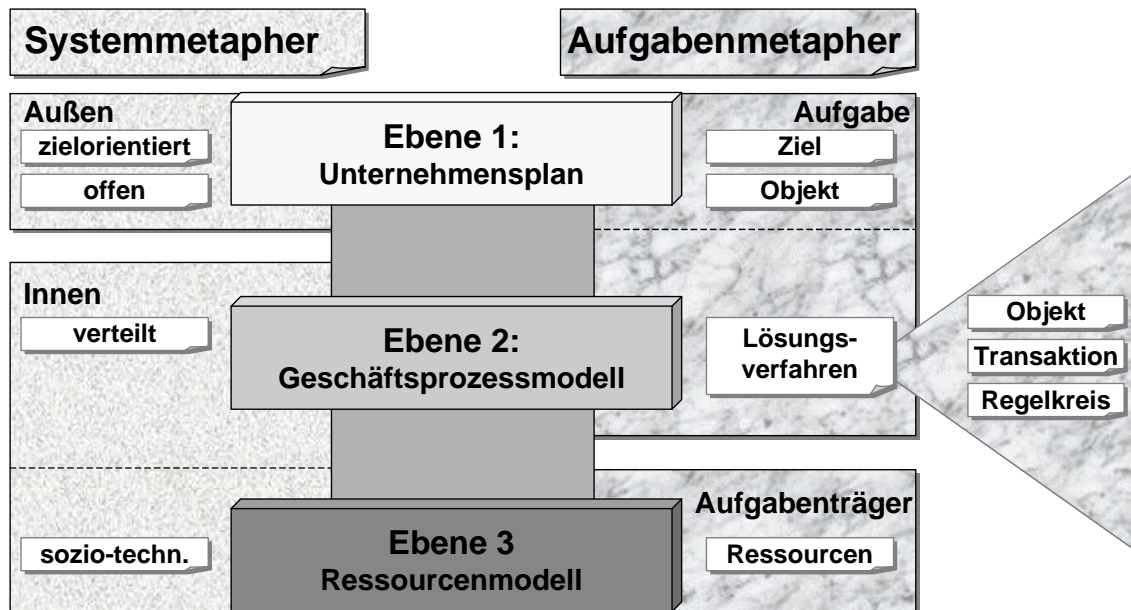 Systemmetapher
Aufgabenmetapher
Außen
zielorientiert
offen
Ebene 1:
Unternehmensplan
Aufgabe
Ziel
Objekt
Innen
verteilt
Ebene 2:
Geschäftsprozessmodell
Lösungs-
verfahren
Objekt
Transaktion
Regelkreis
sozio-techn.
Ebene 3
Ressourcenmodell
Aufgabenträger
Ressourcen